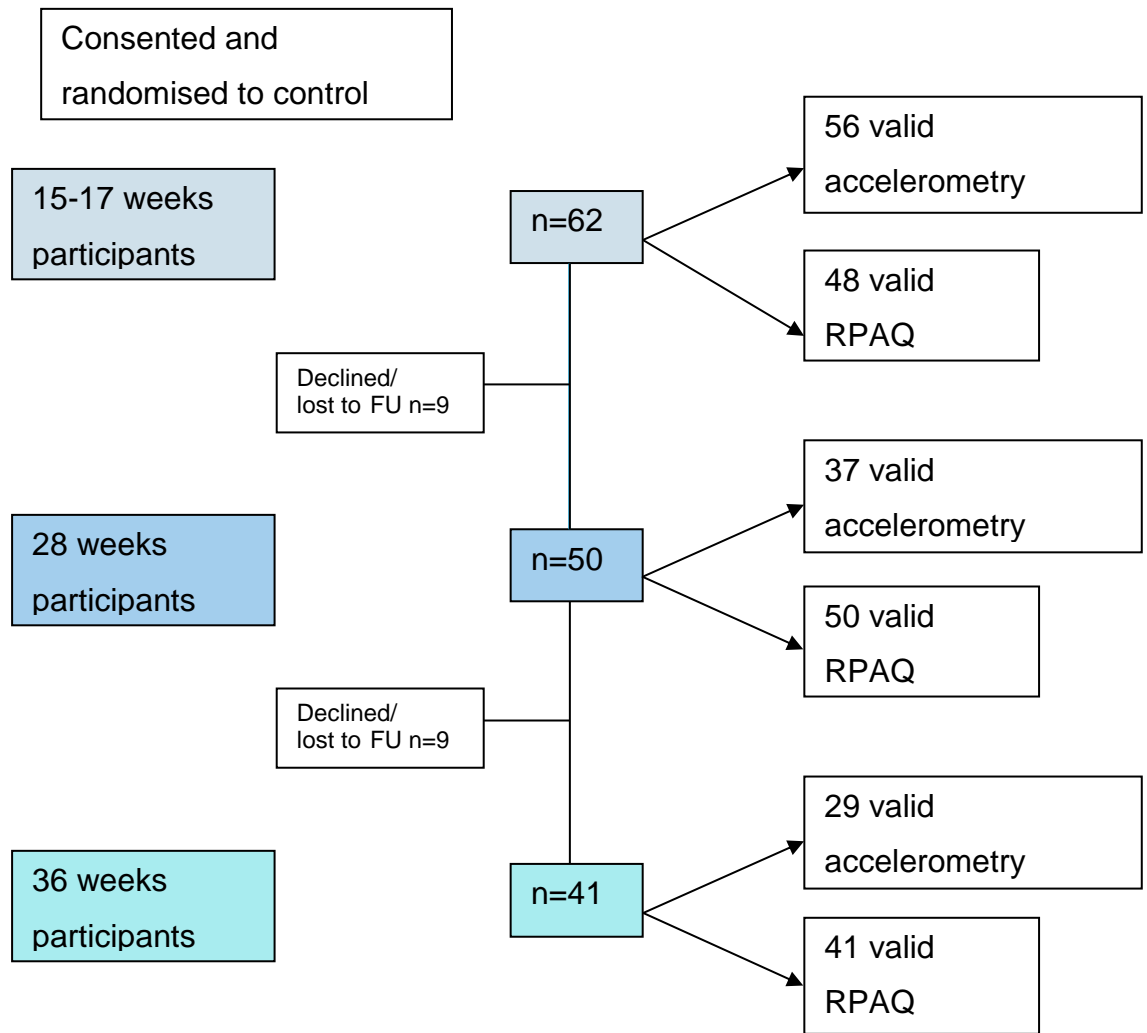 Consented and
randomised to control
15-17 weeks
participants
n=62
56 valid
accelerometry
48 valid
RPAQ
Declined/
lost to FU n=9
28 weeks
participants
n=50
37 valid
accelerometry
50 valid
RPAQ
Declined/
lost to FU n=9
36 weeks
participants
n=41
29 valid
accelerometry
41 valid
RPAQ